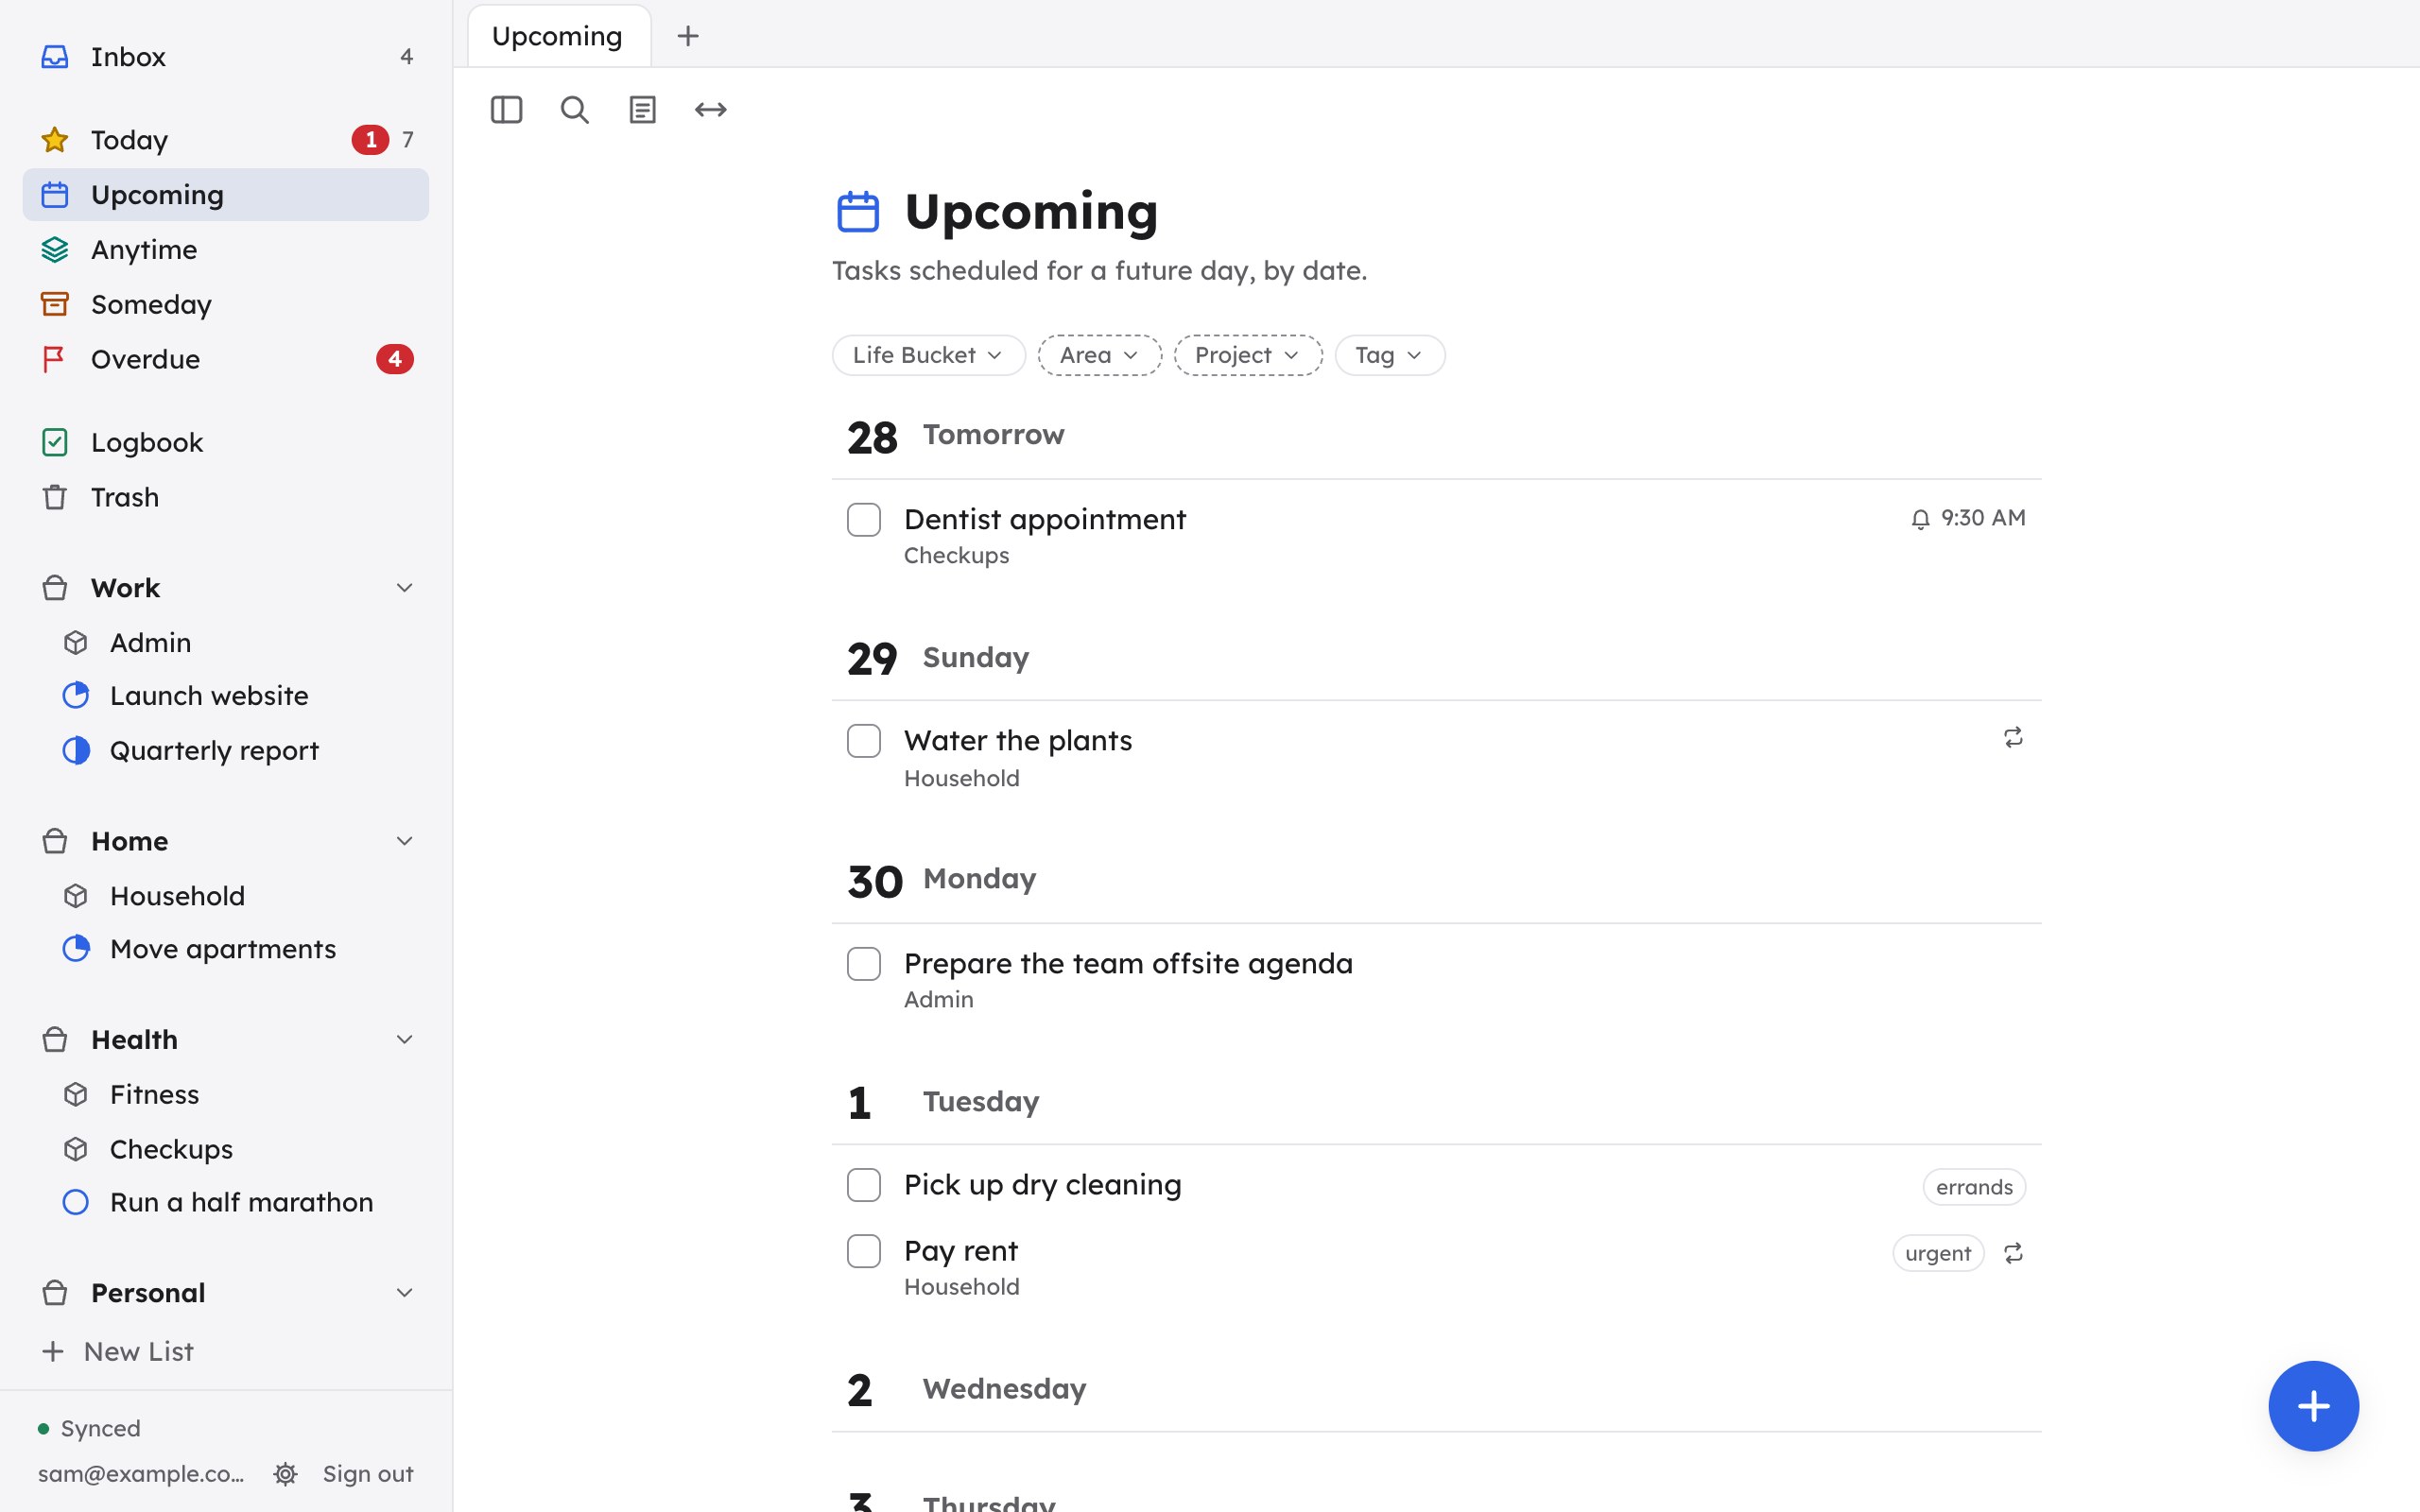 Inbox 4
Today 1 7
Upcoming
Anytime
Someday
Overdue 4
Logbook
Trash
Work
Admin
Launch website
Quarterly report
Home
Household
Move apartments
Health
Fitness
Checkups
Run a half marathon
Personal
New List
Synced
sam@example.co... Sign out
Upcoming
Upcoming
Tasks scheduled for a future day, by date.
Life Bucket Area Project Tag
28 Tomorrow
Dentist appointment 9:30 AM
Checkups
29 Sunday
Water the plants
Household
30 Monday
Prepare the team offsite agenda
Admin
1 Tuesday
Pick up dry cleaning errands
Pay rent urgent
Household
2 Wednesday
3 Thursday